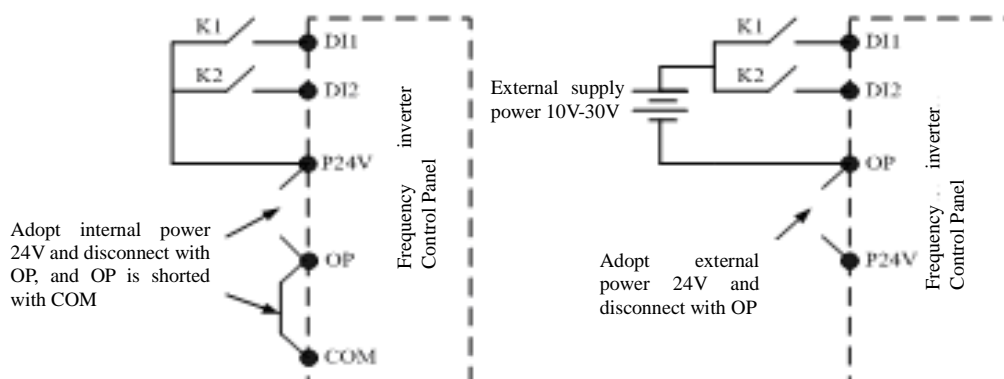 K1
DI1
K2
DI2
P24V
Frequency inverter
Control Panel
Adopt internal power
24V and disconnect with
OP, and OP is shorted
with COM
OP
COM
K1
DI1
K2
DI2
External supply
power 10V-30V
OP
Frequency inverter
Control Panel
Adopt external
power 24V and
disconnect with OP
P24V